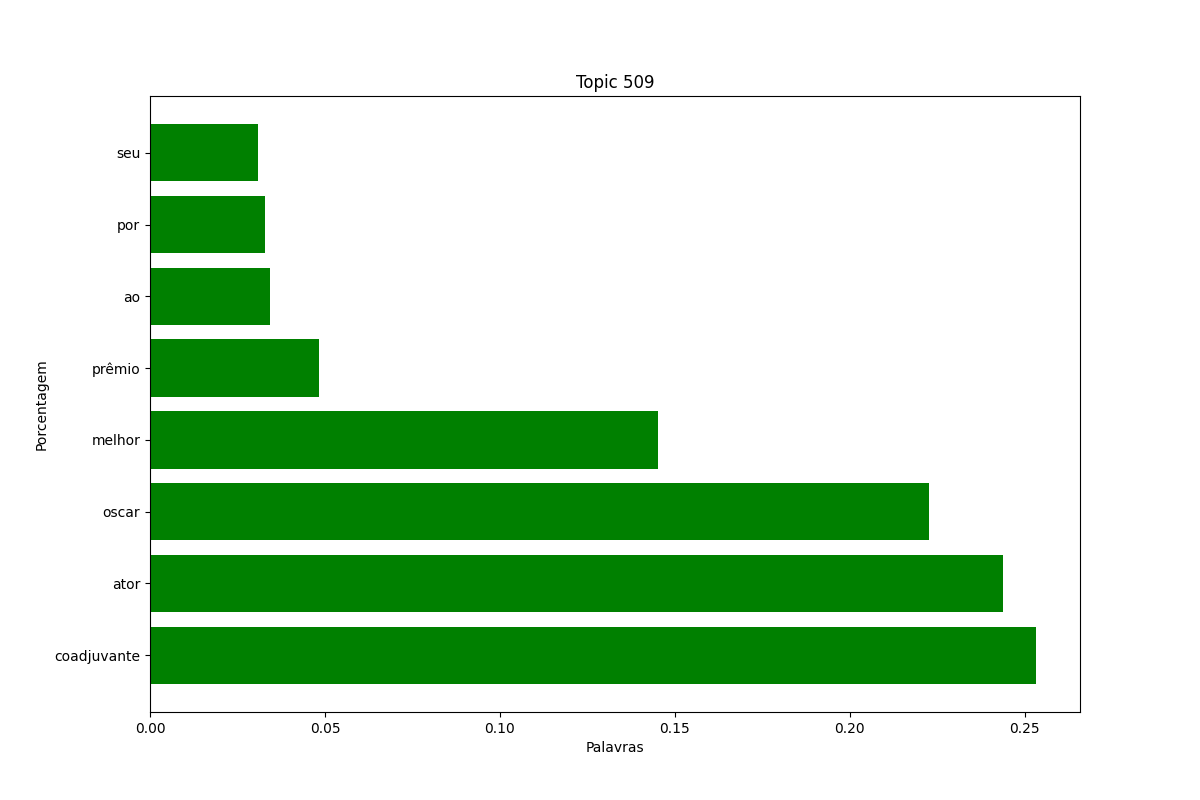 Topic 509
seu
por
ao
prêmio
melhor
oscar
ator
coadjuvante
Porcentagem
0.00 0.05 0.10 0.15 0.20 0.25
Palavras